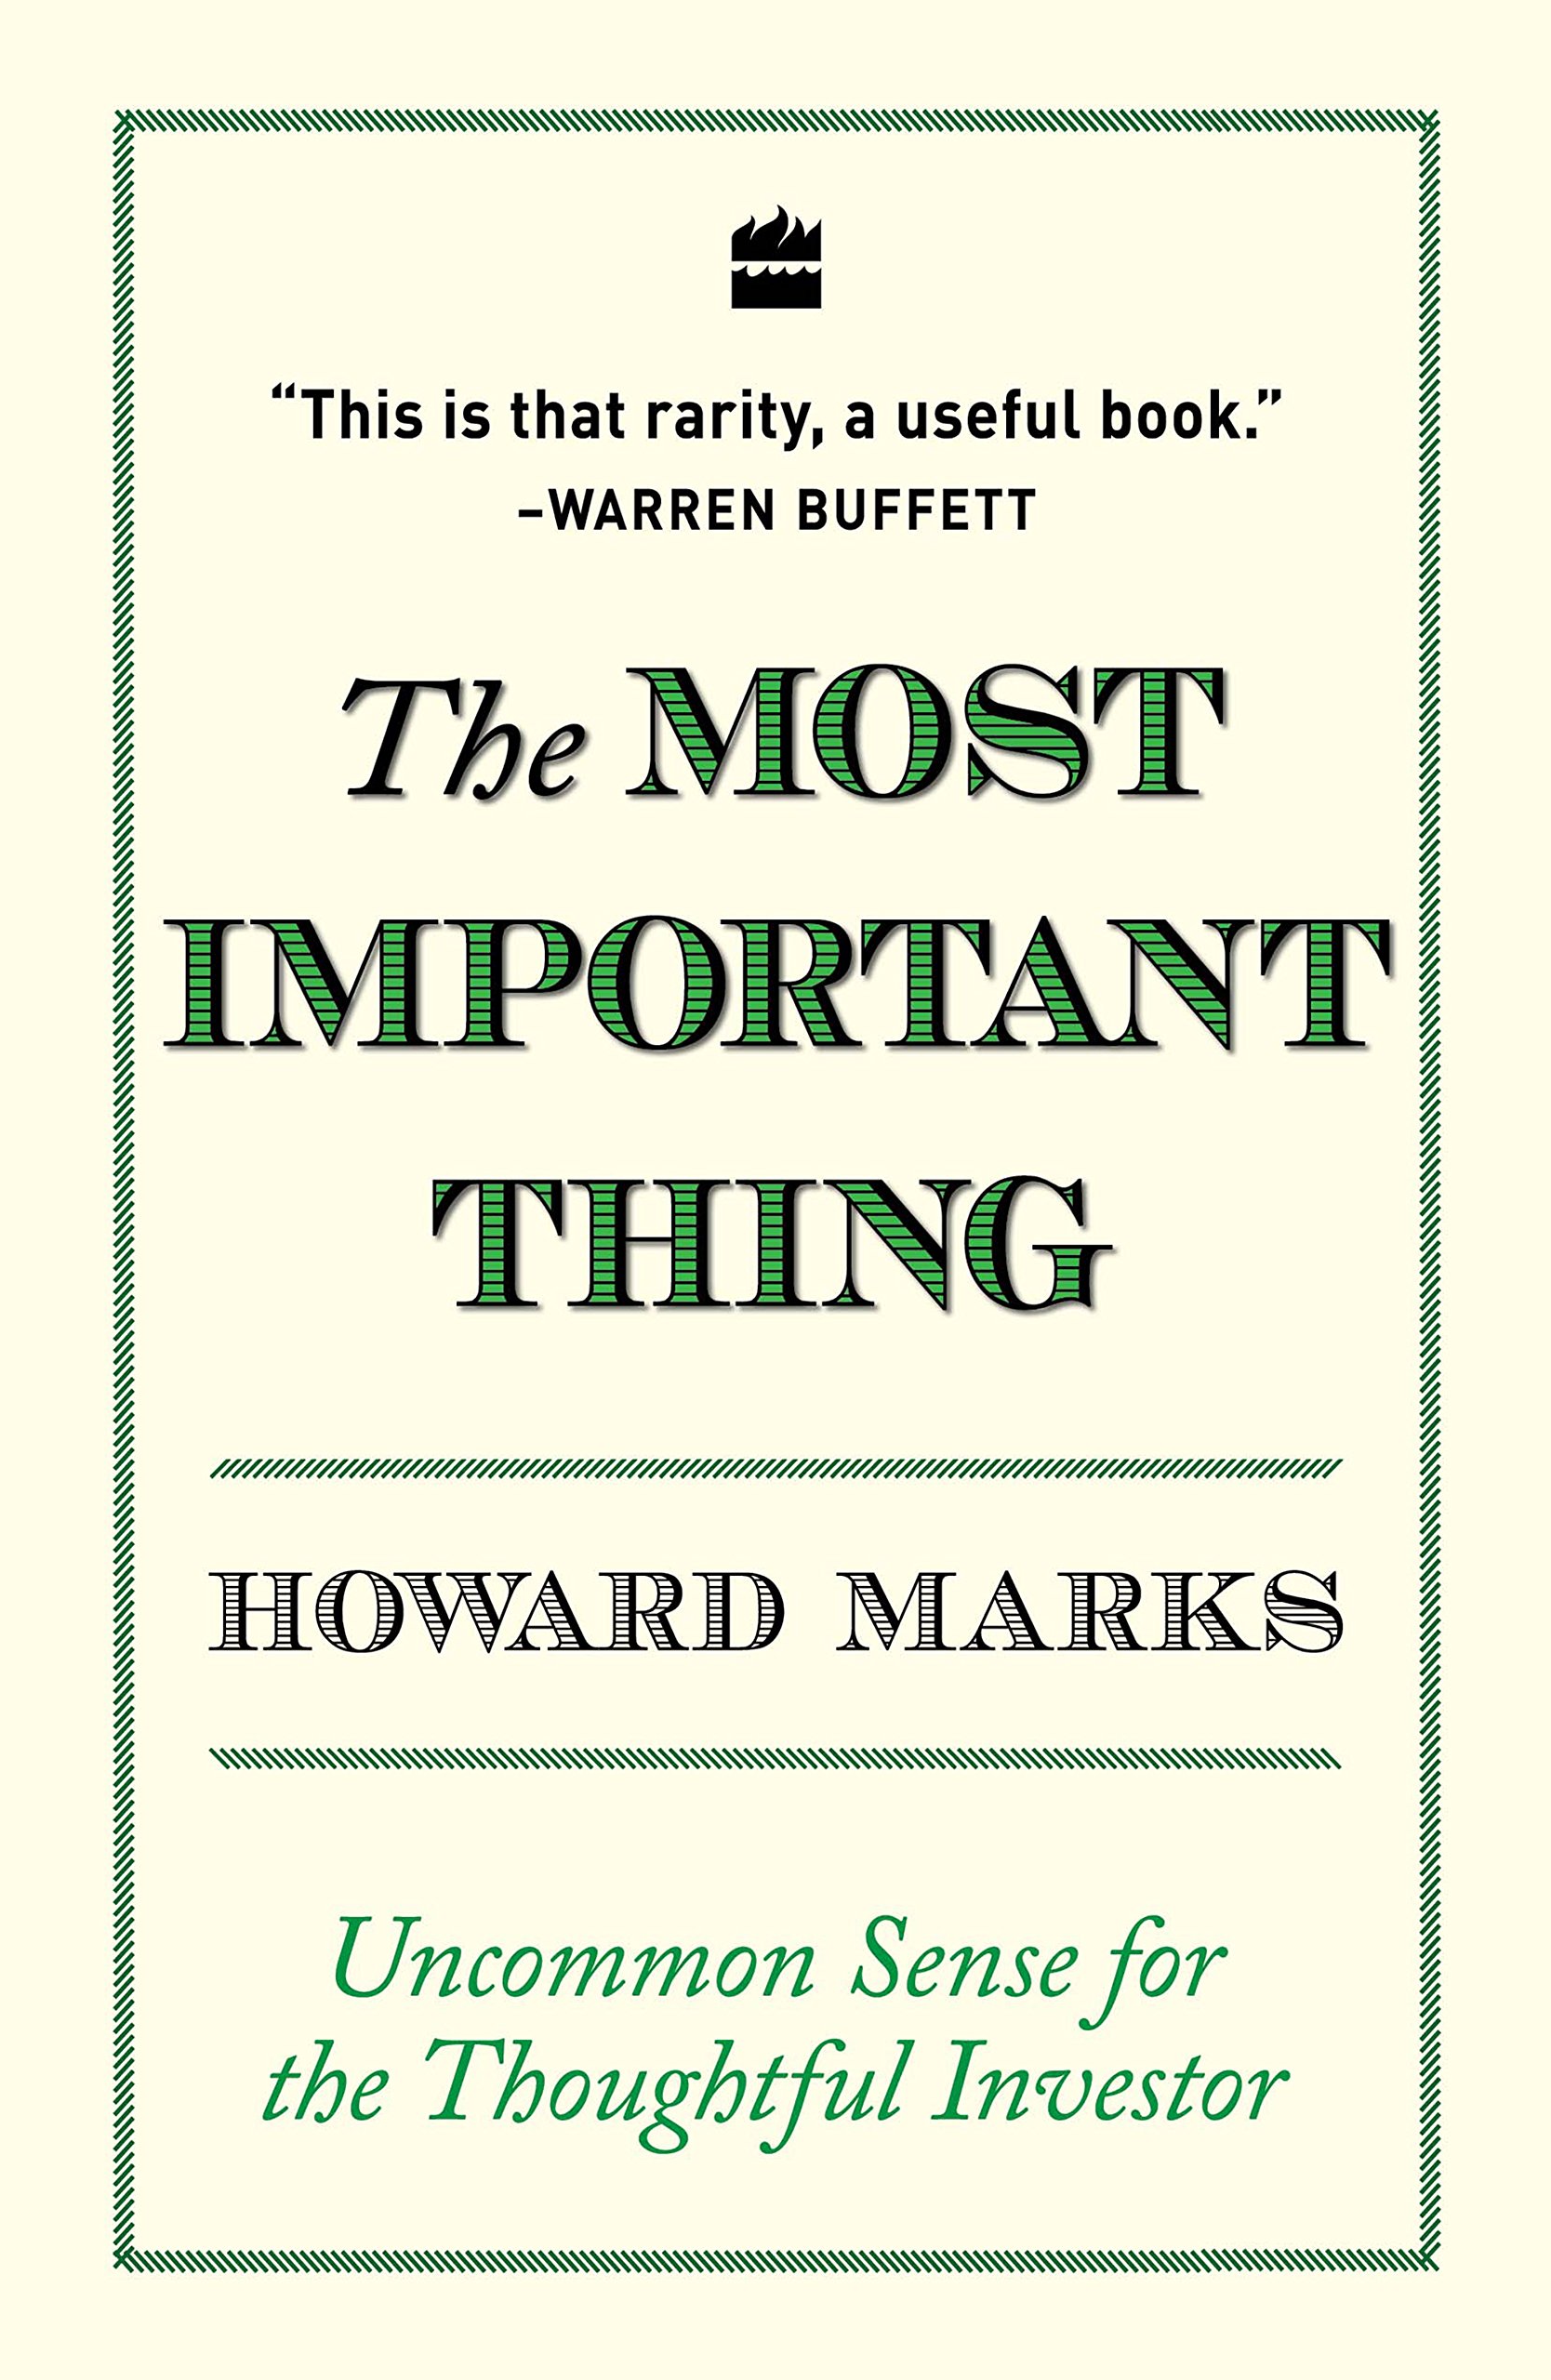 “This is that rarity, a useful book.”
–WARREN BUFFETT
The MOST
IMPORTANT
THING
HOWARD MARKS
Uncommon Sense for
the Thoughtful Investor